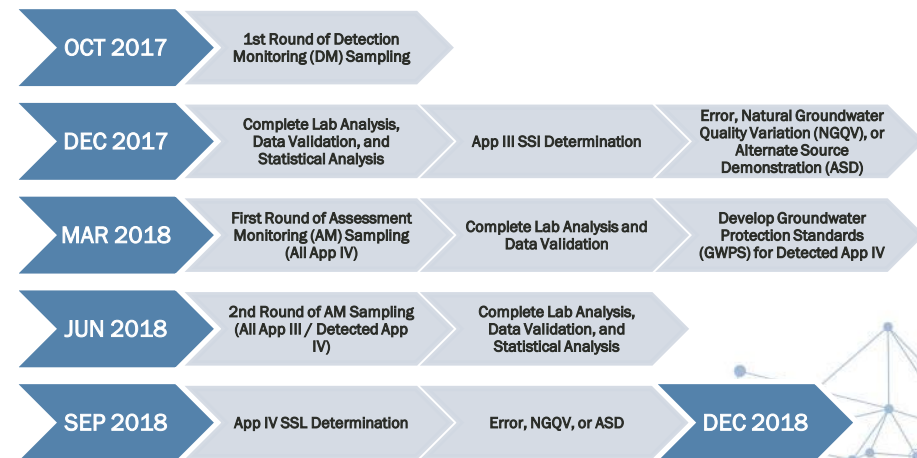 OCT 2017
1st Round of Detection
Monitoring (DM) Sampling
DEC 2017
Complete Lab Analysis,
Data Validation, and
Statistical Analysis
App III SSI Determination
Error, Natural Groundwater
Quality Variation (NGQV), or
Alternate Source
Demonstration (ASD)
MAR 2018
First Round of Assessment
Monitoring (AM) Sampling
(All App IV)
Complete Lab Analysis and
Data Validation
Develop Groundwater
Protection Standards
(GWPS) for Detected App IV
JUN 2018
2nd Round of AM Sampling
(All App III / Detected App
IV)
Complete Lab Analysis,
Data Validation, and
Statistical Analysis
SEP 2018
App IV SSL Determination
Error, NGQV, or ASD
DEC 2018